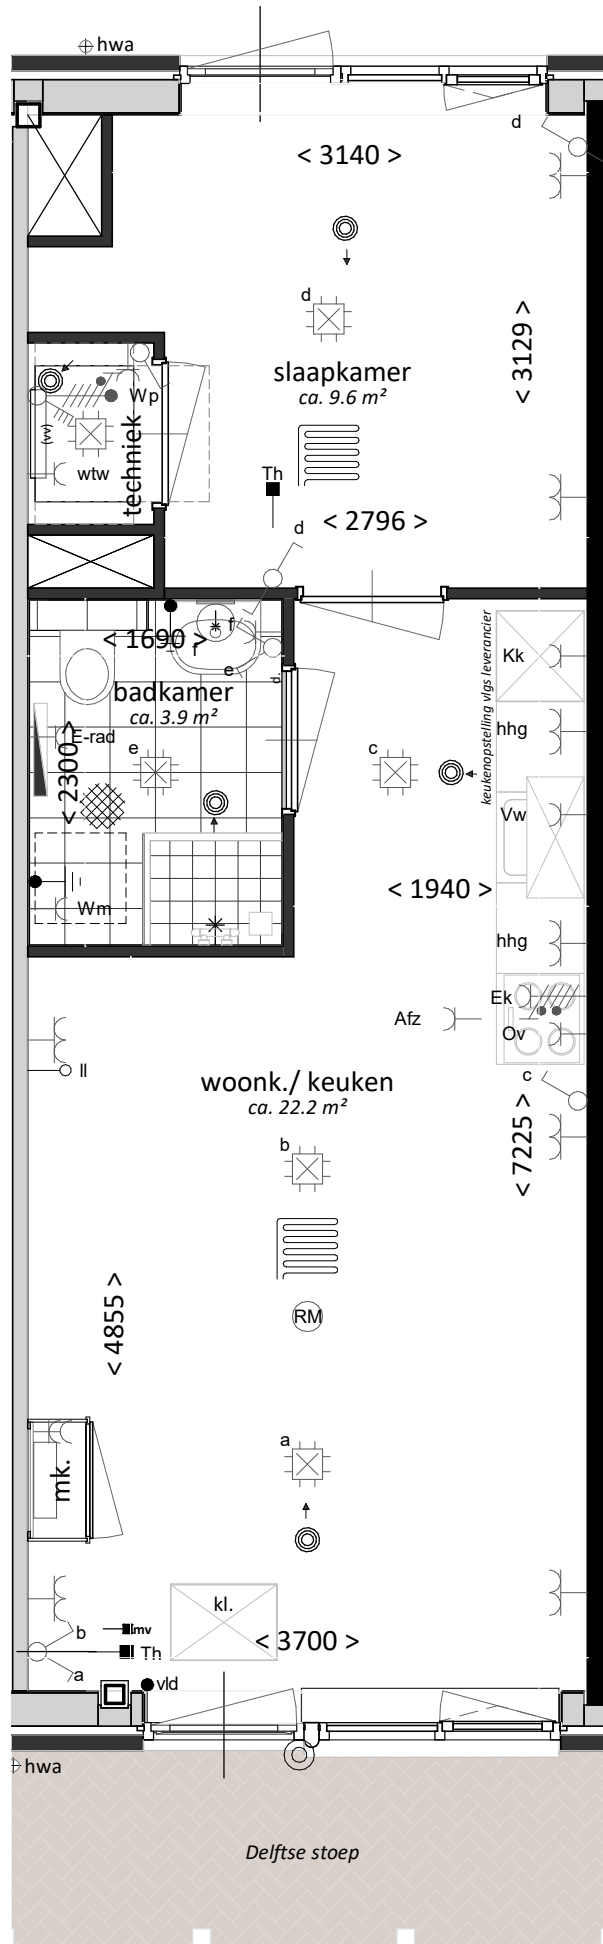 hwa
d
< 3140 >
d
< 3129 >
slaapkamer
ca. 9.6 m²
Wp
(vv)
wtw
techniek
Th
< 2796 >
d
f
< 1690 >
f
e
d.
badkamer
ca. 3.9 m²
keukenopstelling vlgs leverancier
Kk
hhg
E-rad
< 2300 >
e
c
Vw
< 1940 >
Wm
hhg
Ek
Afz
Ov
ll
woonk./ keuken
ca. 22.2 m²
c
< 7225 >
b
< 4855 >
RM
a
mk.
kl.
b
mv
< 3700 >
Th
a
vld
hwa
Delftse stoep